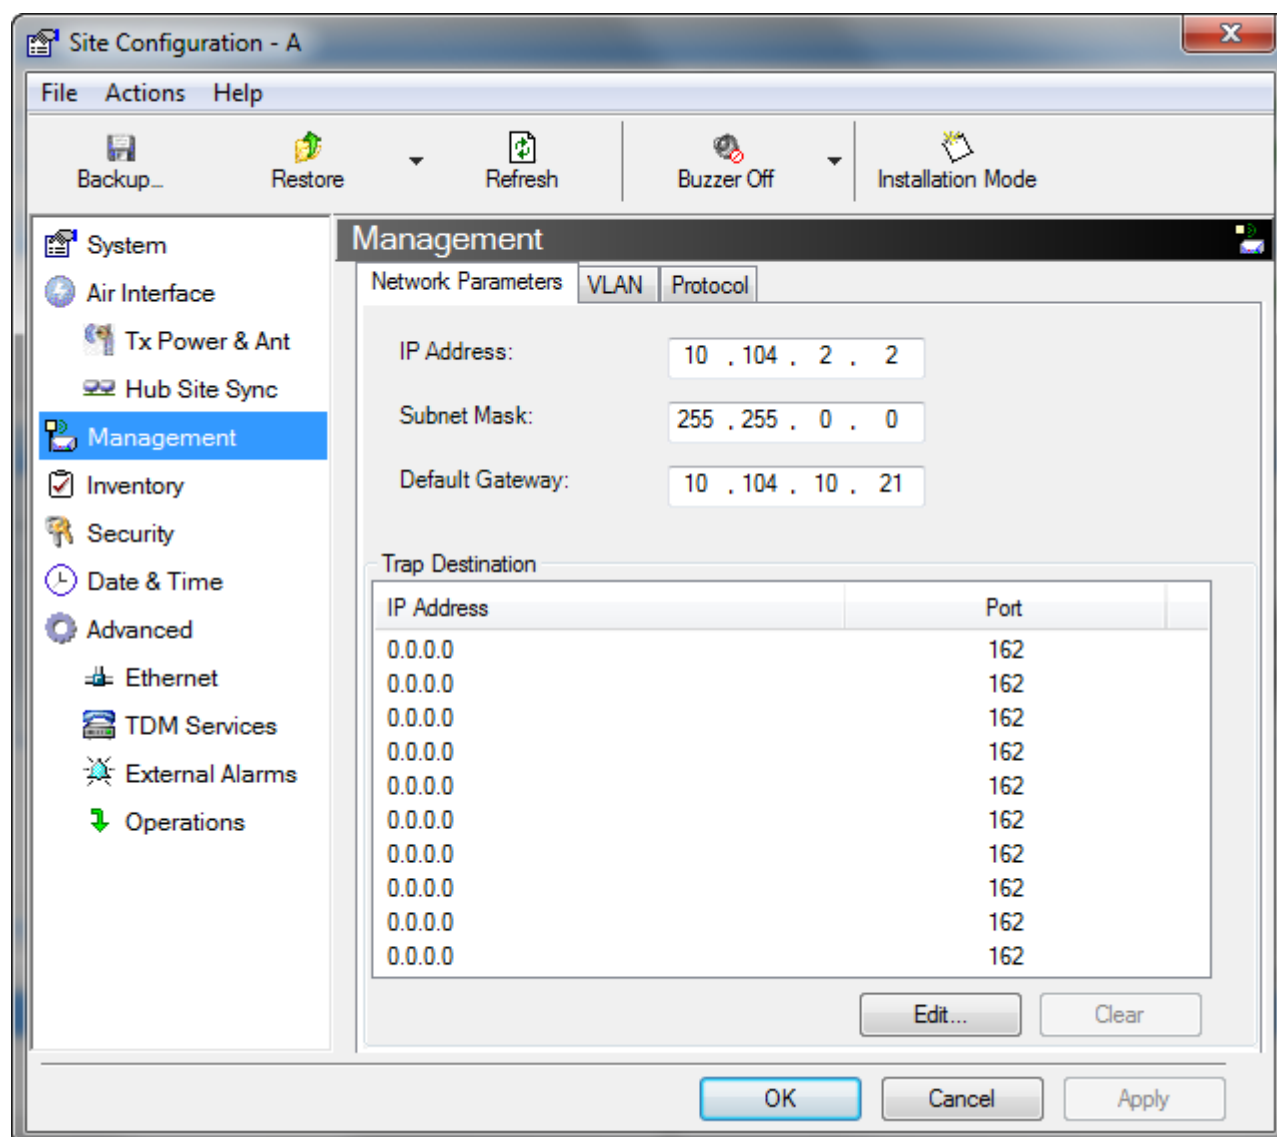 Site Configuration - A
File Actions Help
Backup... Restore Refresh Buzzer Off Installation Mode
System
Air Interface
Tx Power & Ant
Hub Site Sync
Management
Inventory
Security
Date & Time
Advanced
Ethernet
TDM Services
External Alarms
Operations
Management
Network Parameters VLAN Protocol
IP Address: 10 . 104 . 2 . 2
Subnet Mask: 255 . 255 . 0 . 0
Default Gateway: 10 . 104 . 10 . 21
Trap Destination
IP Address Port
0.0.0.0 162
0.0.0.0 162
0.0.0.0 162
0.0.0.0 162
0.0.0.0 162
0.0.0.0 162
0.0.0.0 162
0.0.0.0 162
0.0.0.0 162
0.0.0.0 162
Edit... Clear
OK Cancel Apply